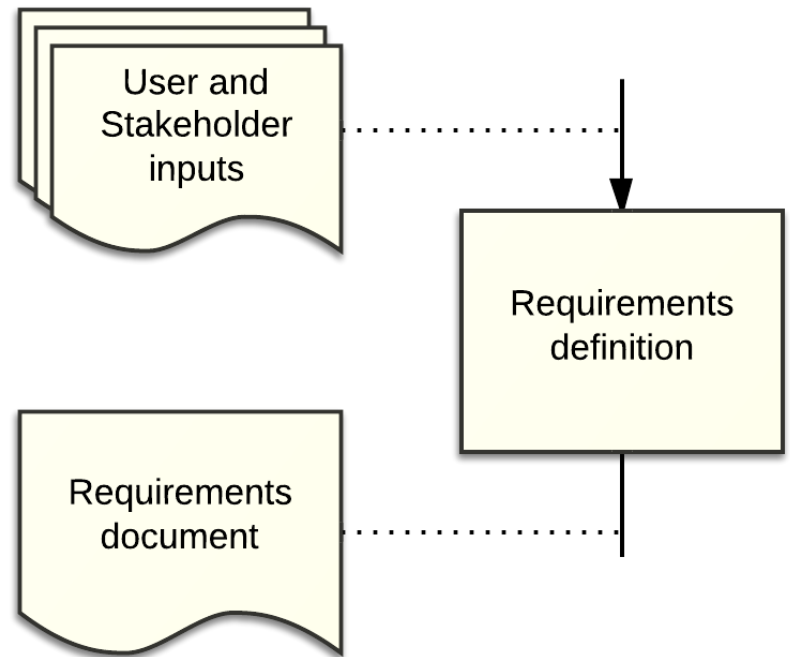 User and
Stakeholder
inputs
Requirements
definition
Requirements
document